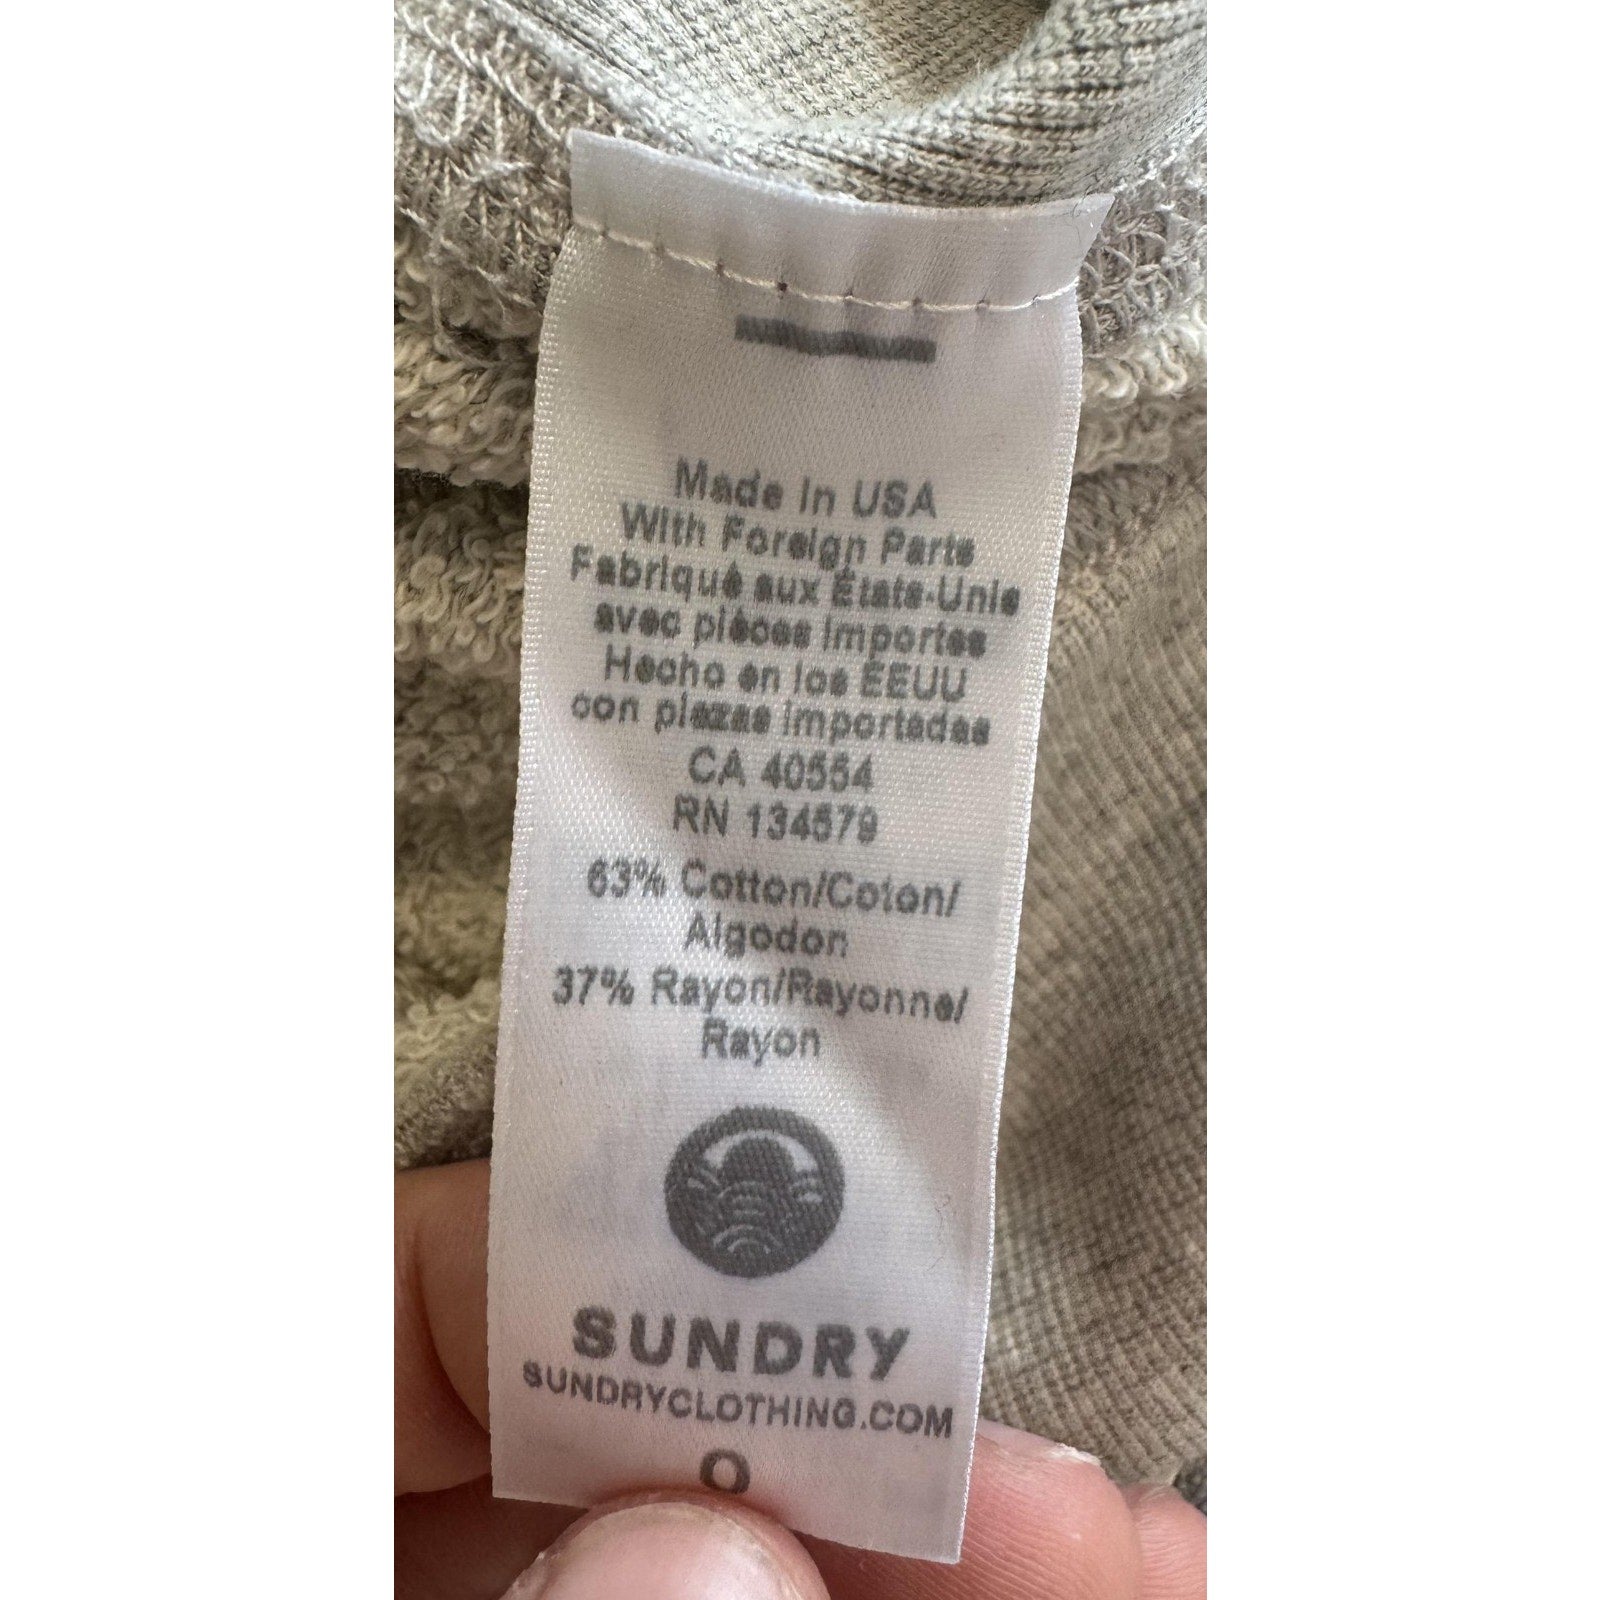 Made In USA
With Foreign Parts
Fabriqué aux États-Unis
avec pièces importes
Hecho en los EEUU
con piezas importadas
CA 40554
RN 134579
63% Cotton/Coton/
Algodon
37% Rayon/Rayonne/
Rayon
SUNDRY
SUNDRYCLOTHING.COM
0